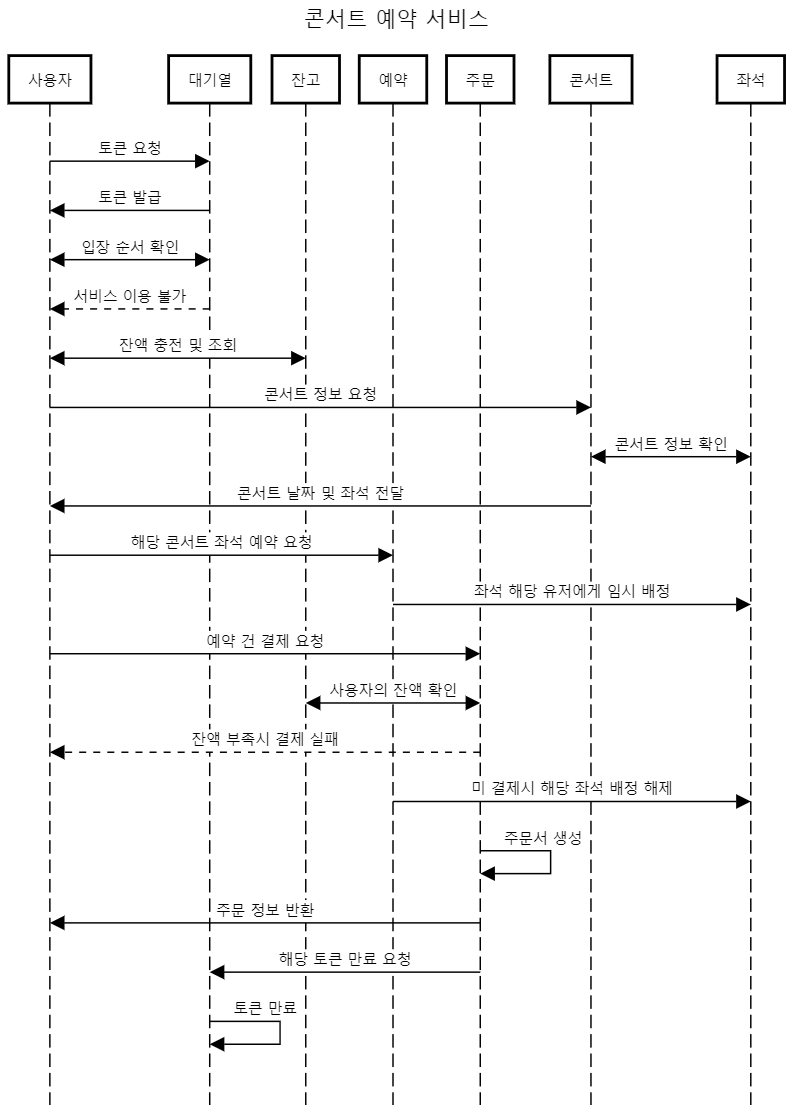 콘서트 예약 서비스
사용자
대기열
잔고
예약
주문
콘서트
좌석
토큰 요청
토큰 발급
입장 순서 확인
서비스 이용 불가
잔액 충전 및 조회
콘서트 정보 요청
콘서트 정보 확인
콘서트 날짜 및 좌석 전달
해당 콘서트 좌석 예약 요청
좌석 해당 유저에게 임시 배정
예약 건 결제 요청
사용자의 잔액 확인
잔액 부족시 결제 실패
미 결제시 해당 좌석 배정 해제
주문서 생성
주문 정보 반환
해당 토큰 만료 요청
토큰 만료